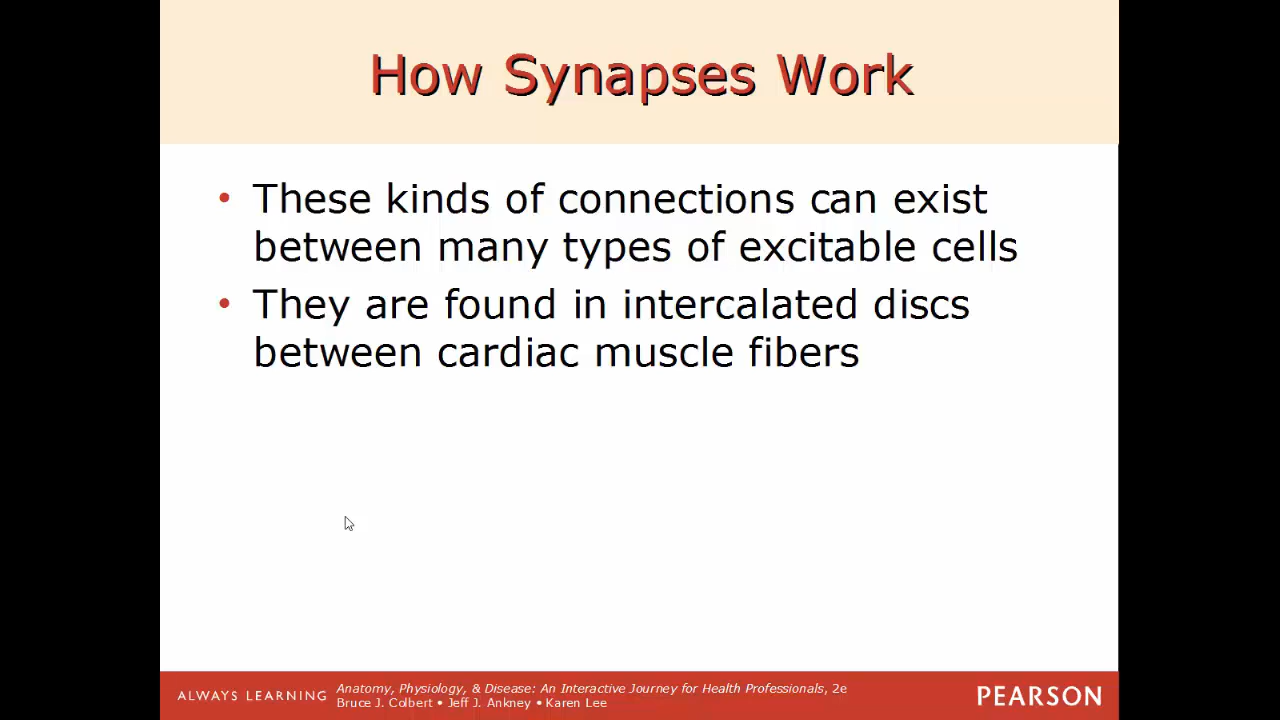 How Synapses Work
• These kinds of connections can exist
between many types of excitable cells
• They are found in intercalated discs
between cardiac muscle fibers
ALWAYS LEARNING
Anatomy, Physiology, & Disease: An Interactive Journey for Health Professionals, 2e
Bruce J. Colbert • Jeff J. Ankney • Karen Lee
PEARSON